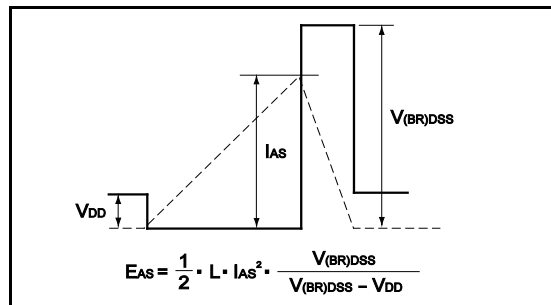 V(BR)DSS
IAS
VDD
EAS = 1/2 · L · IAS² · V(BR)DSS / (V(BR)DSS − VDD)